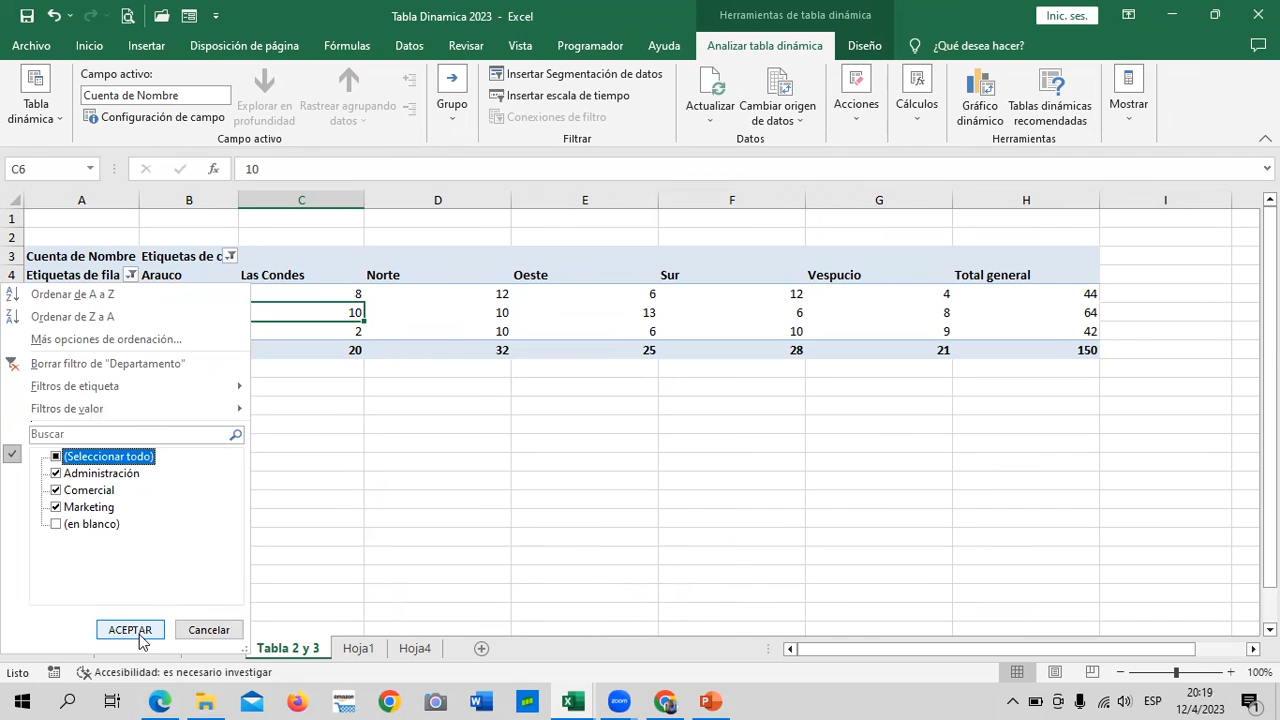 Tabla Dinamica 2023 - Excel
Herramientas de tabla dinámica
Inic. ses.
Archivo Inicio Insertar Disposición de página Fórmulas Datos Revisar Vista Programador Ayuda Analizar tabla dinámica Diseño ¿Qué desea hacer?
Tabla dinámica
Campo activo:
Cuenta de Nombre
Configuración de campo
Explorar en profundidad
Rastrear agrupando datos
Campo activo
Grupo
Insertar Segmentación de datos
Insertar escala de tiempo
Conexiones de filtro
Filtrar
Actualizar
Cambiar origen de datos
Datos
Acciones
Cálculos
Gráfico dinámico
Tablas dinámicas recomendadas
Herramientas
Mostrar
C6 fx 10
A B C D E F G H I
1
2
3 Cuenta de Nombre Etiquetas de c
4 Etiquetas de fila Arauco Las Condes Norte Oeste Sur Vespucio Total general
8 12 6 12 4 44
10 10 13 6 8 64
2 10 6 10 9 42
20 32 25 28 21 150
Ordenar de A a Z
Ordenar de Z a A
Más opciones de ordenación...
Borrar filtro de "Departamento"
Filtros de etiqueta
Filtros de valor
Buscar
(Seleccionar todo)
Administración
Comercial
Marketing
(en blanco)
ACEPTAR Cancelar
Tabla 2 y 3 Hoja1 Hoja4
Listo Accesibilidad: es necesario investigar 100%
amazon zoom ESP 20:19
12/4/2023